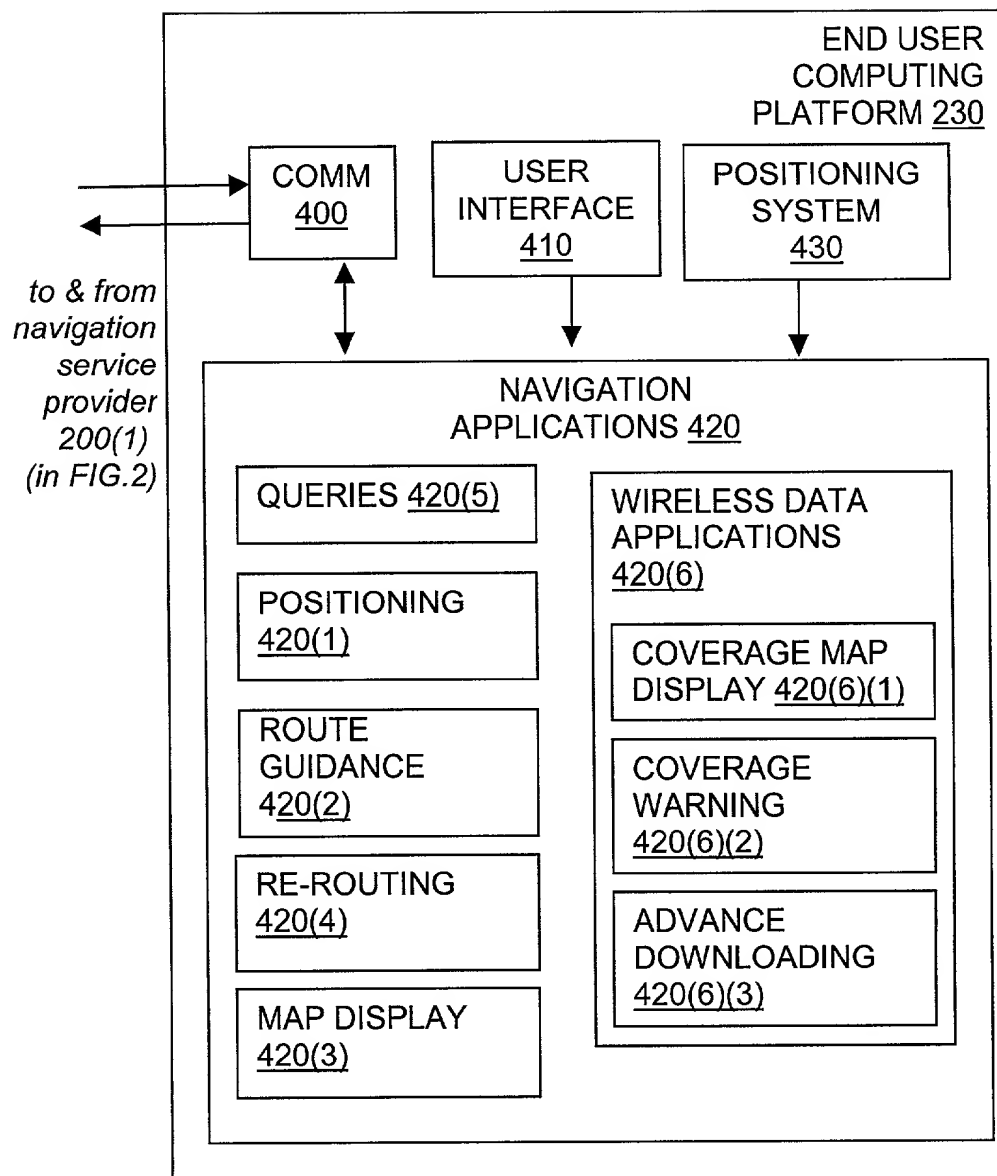 END USER
COMPUTING
PLATFORM 230
COMM
400
USER
INTERFACE
410
POSITIONING
SYSTEM
430
to & from
navigation
service
provider
200(1)
(in FIG.2)
NAVIGATION
APPLICATIONS 420
QUERIES 420(5)
POSITIONING
420(1)
ROUTE
GUIDANCE
420(2)
RE-ROUTING
420(4)
MAP DISPLAY
420(3)
WIRELESS DATA
APPLICATIONS
420(6)
COVERAGE MAP
DISPLAY 420(6)(1)
COVERAGE
WARNING
420(6)(2)
ADVANCE
DOWNLOADING
420(6)(3)